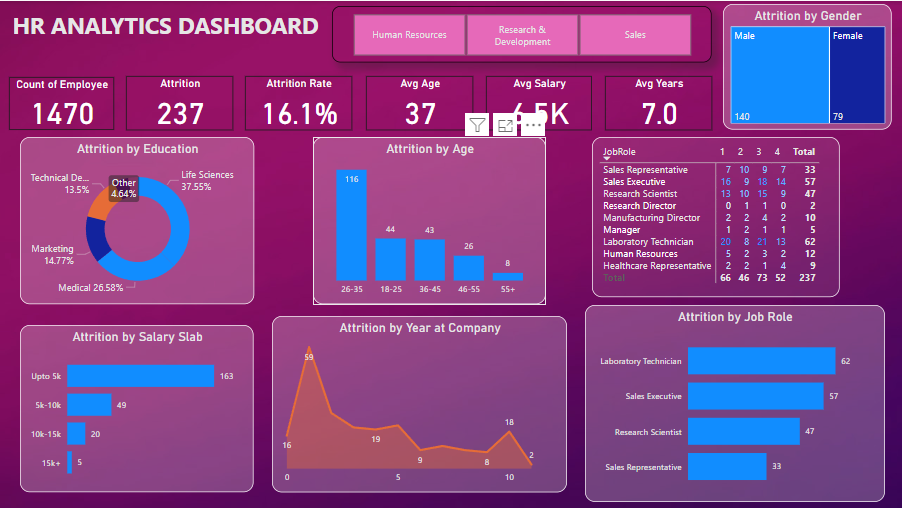 HR ANALYTICS DASHBOARD
Human Resources
Research &
Development
Sales
Attrition by Gender
Male
Female
140
79
Count of Employee
1470
Attrition
237
Attrition Rate
16.1%
Avg Age
37
Avg Salary
6.5K
Avg Years
7.0
Attrition by Education
Technical De...
13.5%
Other
4.64%
Life Sciences
37.55%
Marketing
14.77%
Medical 26.58%
Attrition by Age
116
44
43
26
8
26-35 18-25 36-45 46-55 55+
JobRole 1 2 3 4 Total
Sales Representative 7 10 9 7 33
Sales Executive 16 9 18 14 57
Research Scientist 13 10 15 9 47
Research Director 0 1 1 0 2
Manufacturing Director 2 2 4 2 10
Manager 1 2 1 1 5
Laboratory Technician 20 8 21 13 62
Human Resources 5 2 3 2 12
Healthcare Representative 2 2 1 4 9
Total 66 46 73 52 237
Attrition by Salary Slab
Upto 5k 163
5k-10k 49
10k-15k 20
15k+ 5
Attrition by Year at Company
59
16
19
9
8
18
2
0 5 10
Attrition by Job Role
Laboratory Technician 62
Sales Executive 57
Research Scientist 47
Sales Representative 33